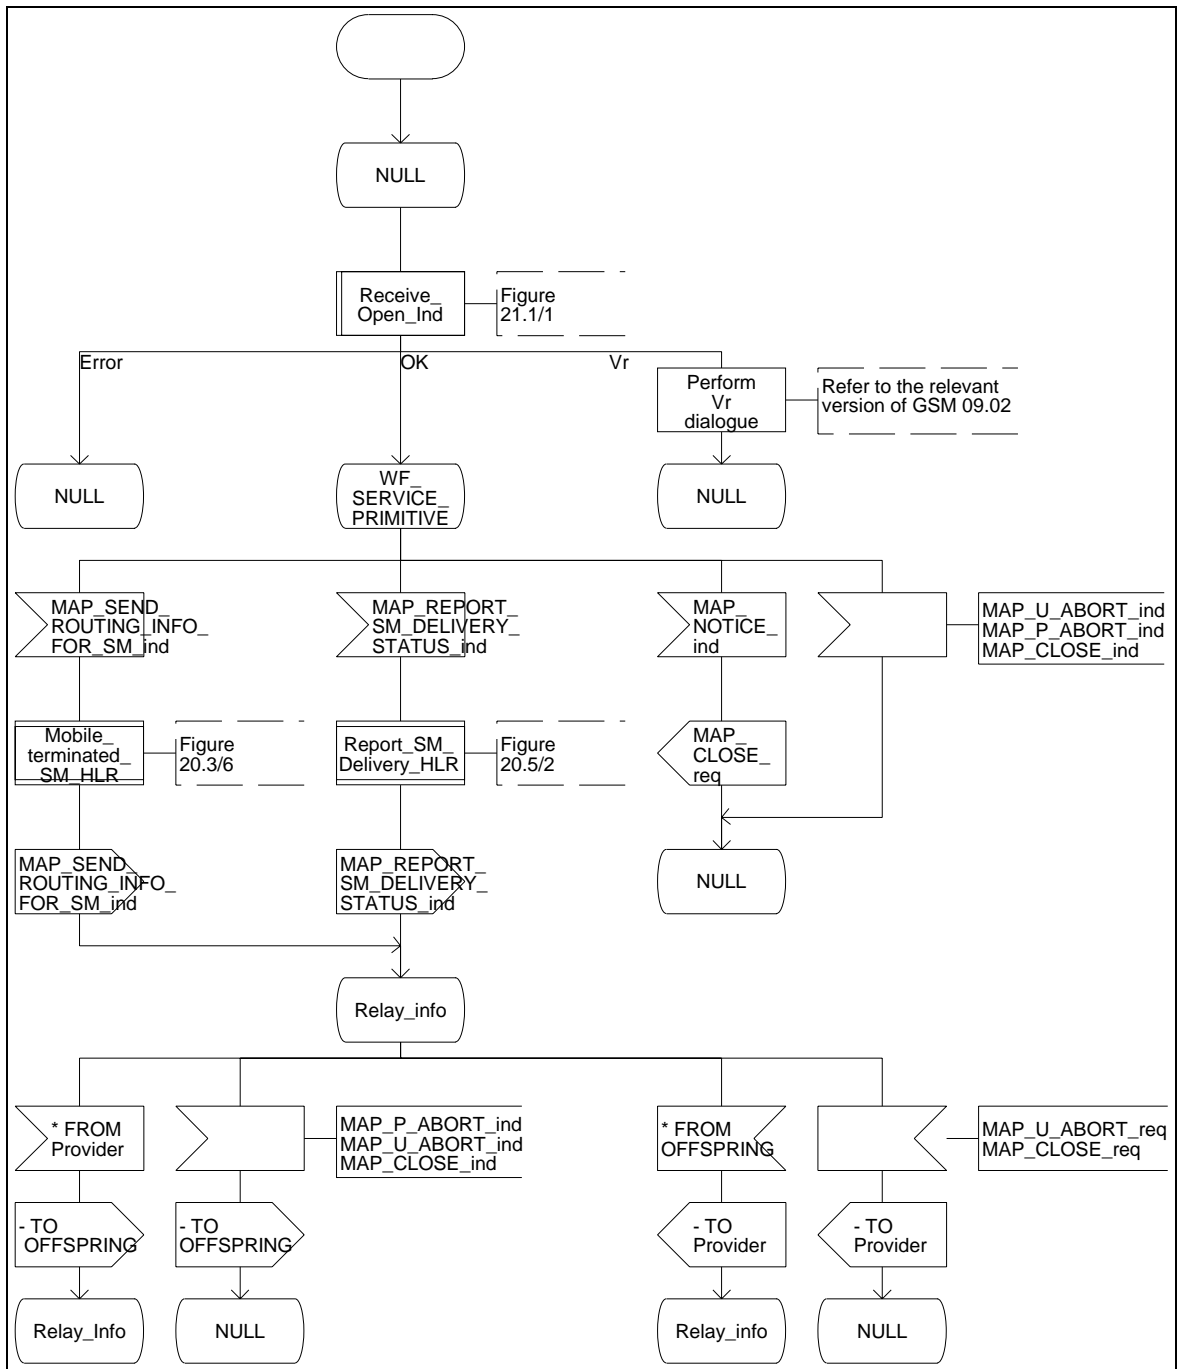 NULL
Receive_
Open_Ind
Figure
21.1/1
Error
OK
Vr
Perform
Vr
dialogue
Refer to the relevant
version of GSM 09.02
NULL
WF_
SERVICE_
PRIMITIVE
NULL
MAP_SEND_
ROUTING_INFO_
FOR_SM_ind
MAP_REPORT_
SM_DELIVERY_
STATUS_ind
MAP_
NOTICE_
ind
MAP_U_ABORT_ind
MAP_P_ABORT_ind
MAP_CLOSE_ind
Mobile_
terminated_
SM_HLR
Figure
20.3/6
Report_SM_
Delivery_HLR
Figure
20.5/2
MAP_
CLOSE_
req
MAP_SEND_
ROUTING_INFO_
FOR_SM_ind
MAP_REPORT_
SM_DELIVERY_
STATUS_ind
NULL
Relay_info
* FROM
Provider
MAP_P_ABORT_ind
MAP_U_ABORT_ind
MAP_CLOSE_ind
* FROM
OFFSPRING
MAP_U_ABORT_req
MAP_CLOSE_req
- TO
OFFSPRING
- TO
OFFSPRING
- TO
Provider
- TO
Provider
Relay_Info
NULL
Relay_info
NULL